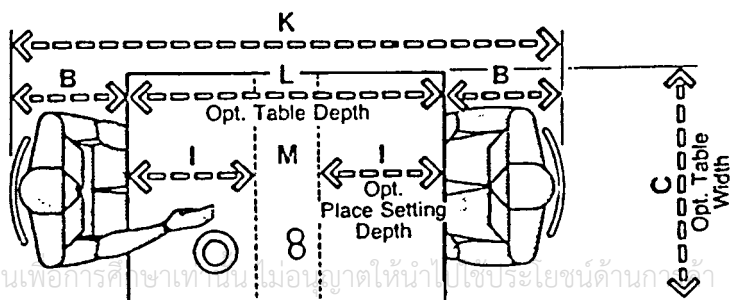 K
B L B
Opt. Table Depth
I M I
Opt.
Place Setting
Depth
C
Opt. Table
Width
8
นเพื่อการศึกษาเท่านั้น ไม่อนุญาตให้นำไปใช้ประโยชน์ด้านการค้า